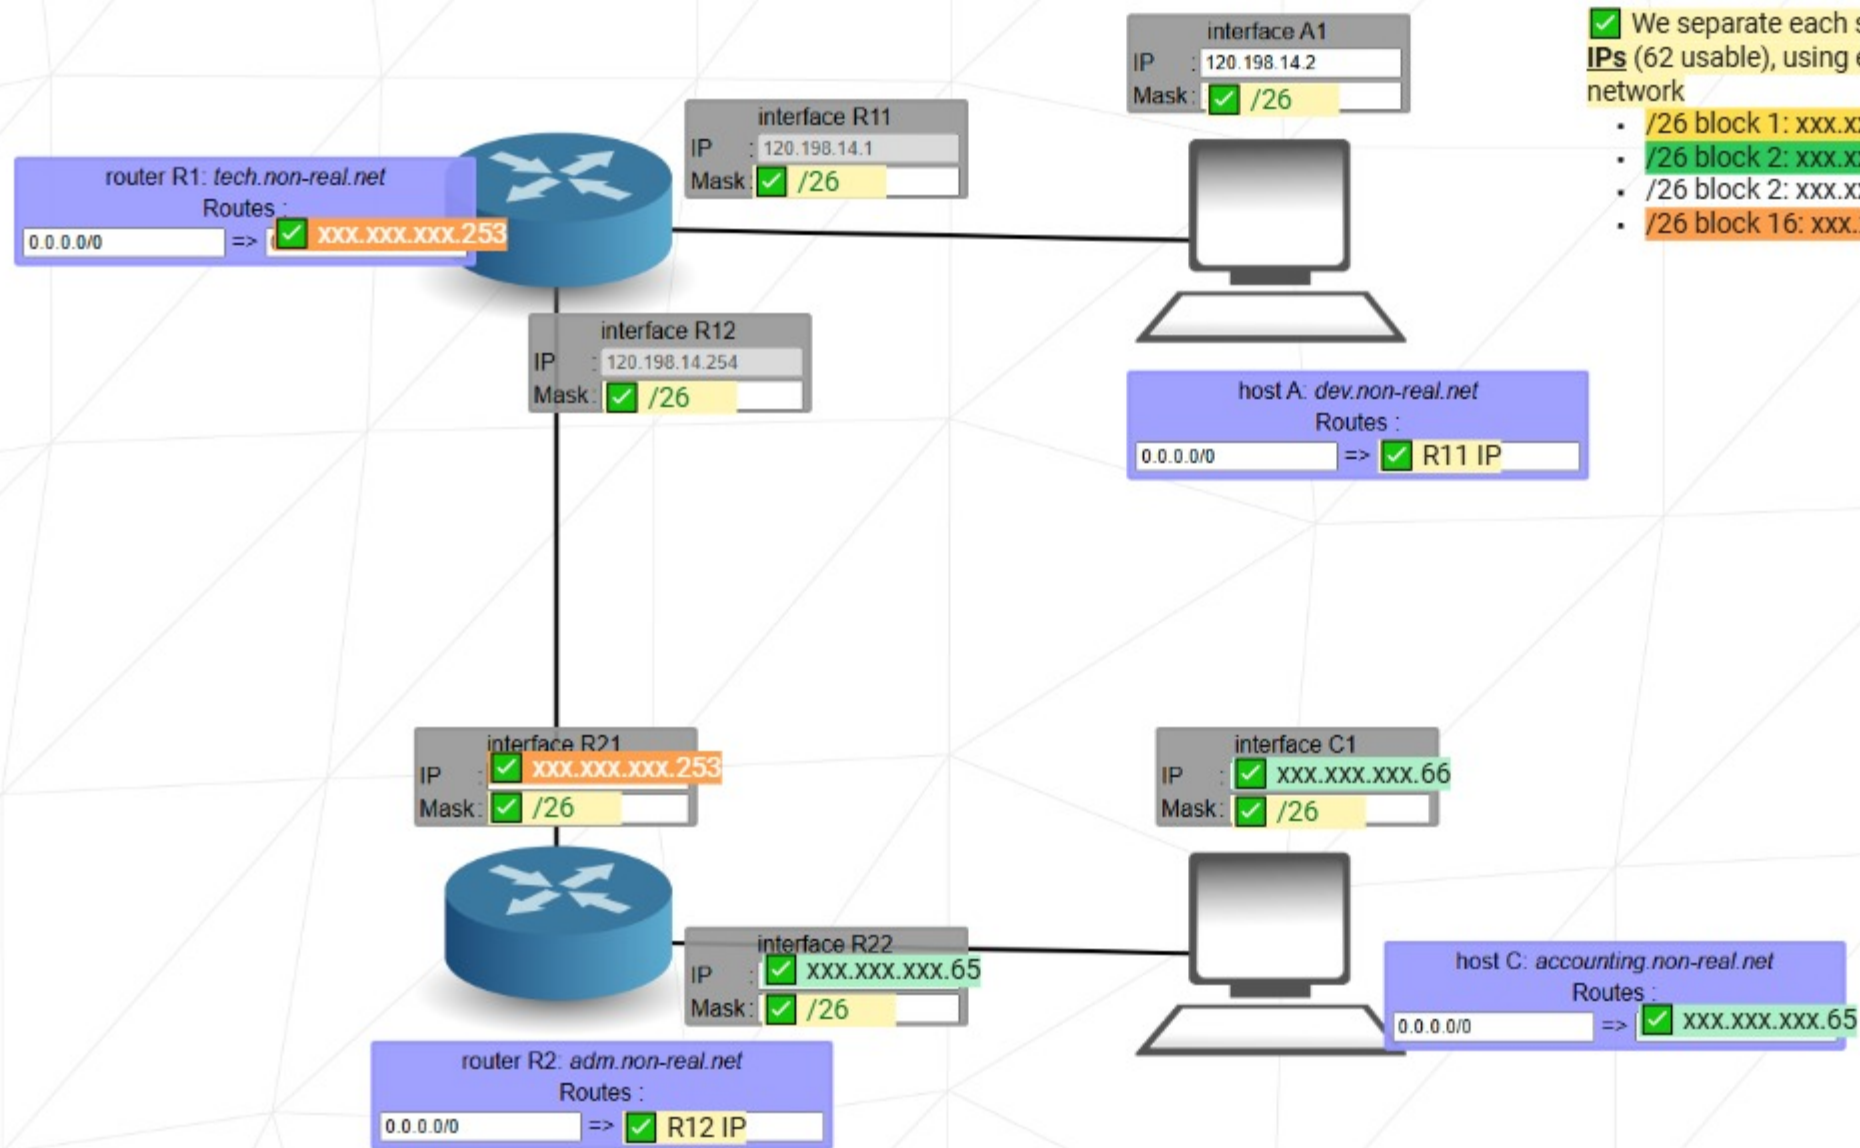 ✅ We separate each
IPs (62 usable), using
network
• /26 block 1:
• /26 block 2:
• /26 block 2:
• /26 block 16:
interface A1
IP : 120.198.14.2
Mask: ✅ /26
interface R11
IP : 120.198.14.1
Mask: ✅ /26
router R1: tech.non-real.net
Routes :
0.0.0.0/0 => ✅ xxx.xxx.xxx.253
interface R12
IP : 120.198.14.254
Mask: ✅ /26
host A: dev.non-real.net
Routes :
0.0.0.0/0 => ✅ R11 IP
interface R21
IP : ✅ xxx.xxx.xxx.253
Mask: ✅ /26
interface C1
IP : ✅ xxx.xxx.xxx.66
Mask: ✅ /26
interface R22
IP : ✅ xxx.xxx.xxx.65
Mask: ✅ /26
host C: accounting.non-real.net
Routes :
0.0.0.0/0 => ✅ xxx.xxx.xxx.65
router R2: adm.non-real.net
Routes :
0.0.0.0/0 => ✅ R12 IP